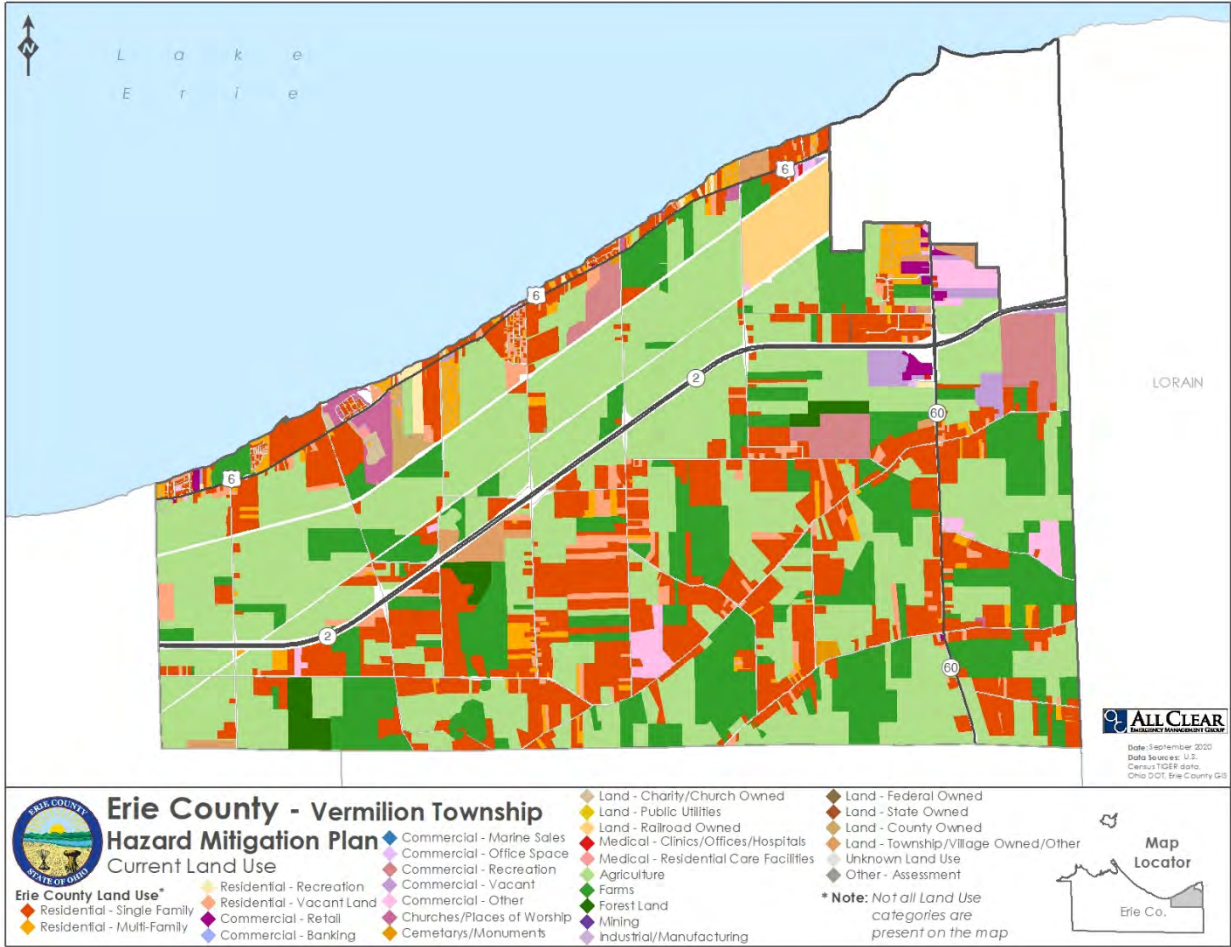 N
L a k e
E r i e
6
6
6
6
2
2
60
60
LORAIN
ALL CLEAR
EMERGENCY MANAGEMENT GROUP
Date: September 2020
Data Sources: U.S.
Census TIGER data,
Ohio DOT, Erie County GIS
ERIE COUNTY
STATE OF OHIO
Erie County - Vermilion Township
Hazard Mitigation Plan
Current Land Use
Erie County Land Use*
Residential - Single Family
Residential - Multi-Family
Residential - Recreation
Residential - Vacant Land
Commercial - Retail
Commercial - Banking
Commercial - Marine Sales
Commercial - Office Space
Commercial - Recreation
Commercial - Vacant
Commercial - Other
Churches/Places of Worship
Cemetarys/Monuments
Land - Charity/Church Owned
Land - Public Utilities
Land - Railroad Owned
Medical - Clinics/Offices/Hospitals
Medical - Residential Care Facilities
Agriculture
Farms
Forest Land
Mining
Industrial/Manufacturing
Land - Federal Owned
Land - State Owned
Land - County Owned
Land - Township/Village Owned/Other
Unknown Land Use
Other - Assessment
* Note: Not all Land Use
categories are
present on the map
Map
Locator
Erie Co.